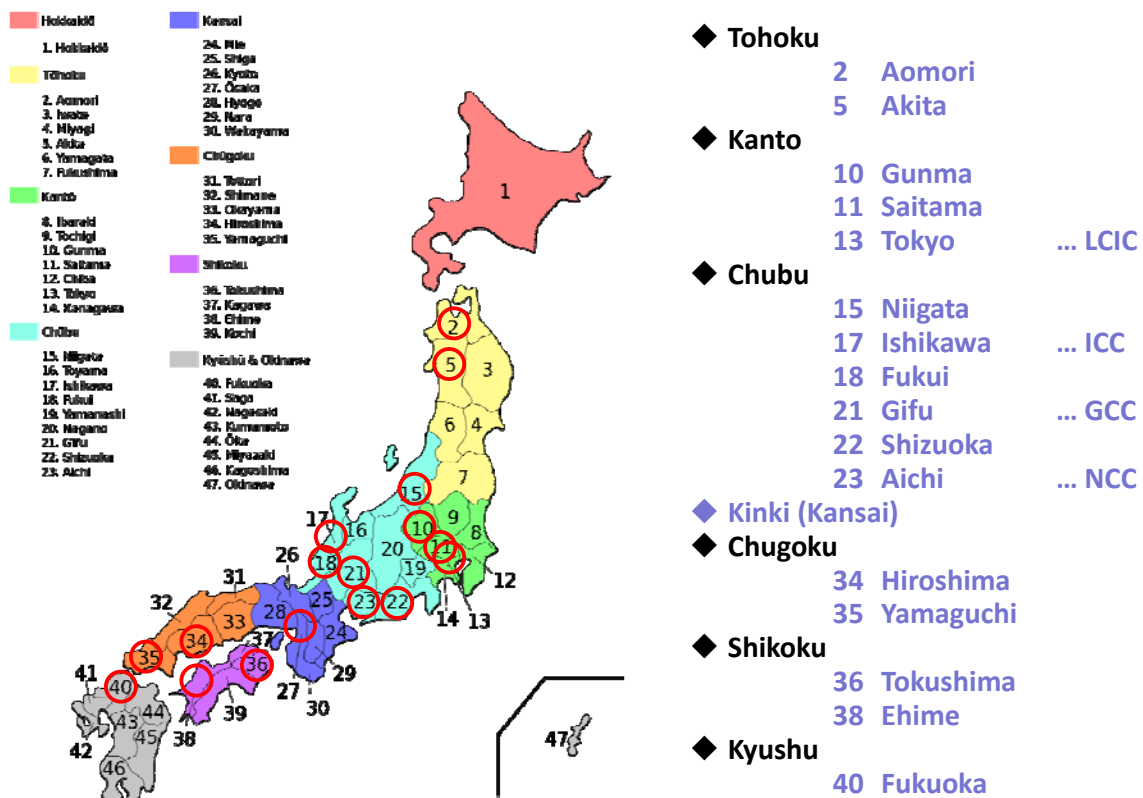 Hokkaidō
1. Hokkaidō
Tōhoku
2. Aomori
3. Iwate
4. Miyagi
5. Akita
6. Yamagata
7. Fukushima
Kantō
8. Ibaraki
9. Tochigi
10. Gunma
11. Saitama
12. Chiba
13. Tokyo
14. Kanagawa
Chūbu
15. Niigata
16. Toyama
17. Ishikawa
18. Fukui
19. Yamanashi
20. Nagano
21. Gifu
22. Shizuoka
23. Aichi
Kansai
24. Mie
25. Shiga
26. Kyoto
27. Ōsaka
28. Hyogo
29. Nara
30. Wakayama
Chūgoku
31. Tottori
32. Shimane
33. Okayama
34. Hiroshima
35. Yamaguchi
Shikoku
36. Tokushima
37. Kagawa
38. Ehime
39. Kochi
Kyūshū & Okinawa
40. Fukuoka
41. Saga
42. Nagasaki
43. Kumamoto
44. Ōita
45. Miyazaki
46. Kagoshima
47. Okinawa
1
2
5
3
6
4
7
15
17
16
10
9
8
11
20
18
21
19
26
12
31
14
13
32
25
23
22
28
33
24
34
37
35
36
29
41
40
27
30
39
44
43
38
47
42
45
46
◆ Tohoku
2 Aomori
5 Akita
◆ Kanto
10 Gunma
11 Saitama
13 Tokyo ... LCIC
◆ Chubu
15 Niigata
17 Ishikawa ... ICC
18 Fukui
21 Gifu ... GCC
22 Shizuoka
23 Aichi ... NCC
◆ Kinki (Kansai)
◆ Chugoku
34 Hiroshima
35 Yamaguchi
◆ Shikoku
36 Tokushima
38 Ehime
◆ Kyushu
40 Fukuoka